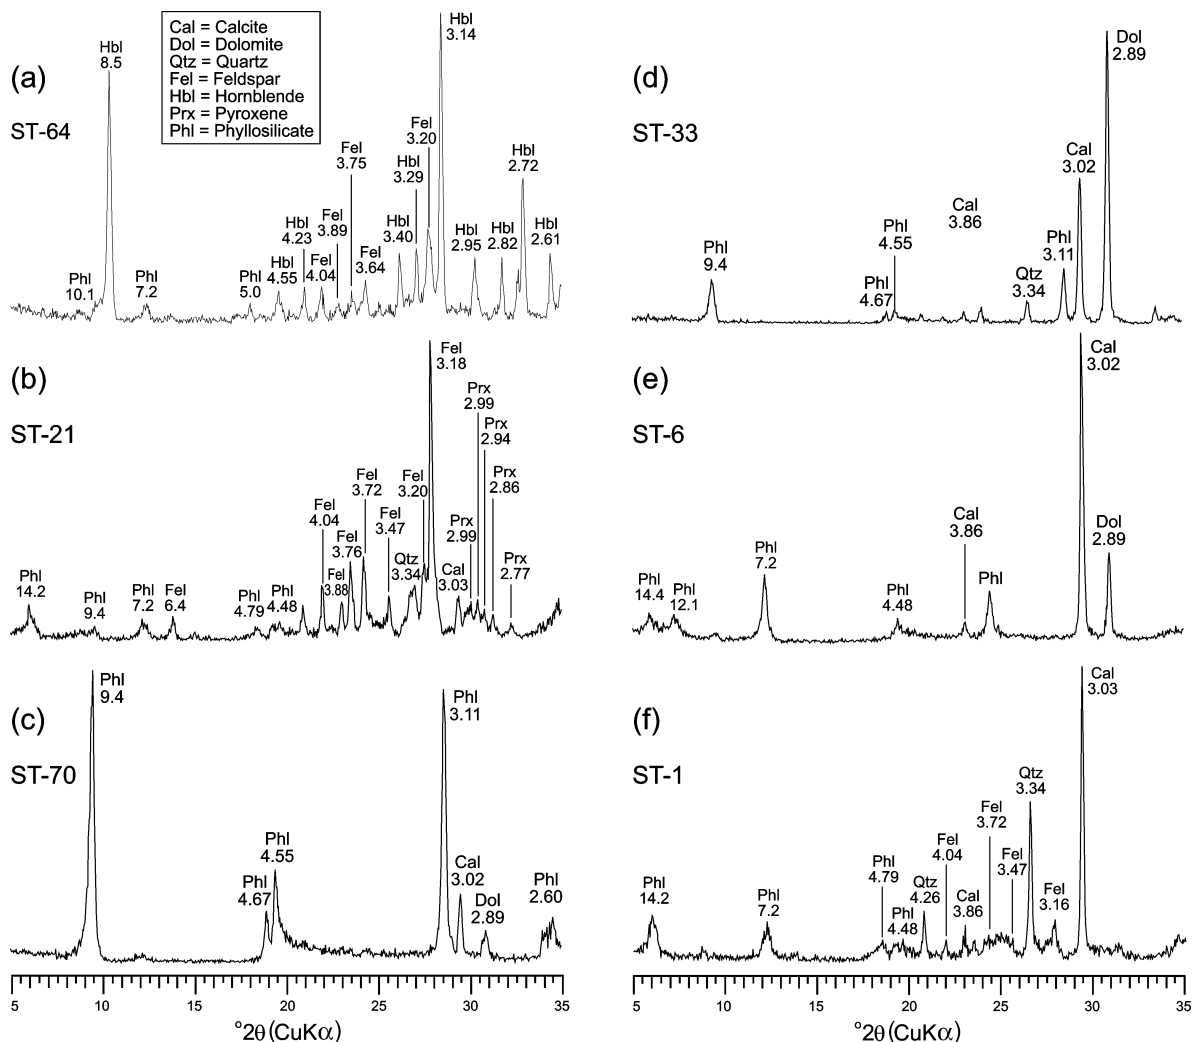 Cal = Calcite
Dol = Dolomite
Qtz = Quartz
Fel = Feldspar
Hbl = Hornblende
Prx = Pyroxene
Phl = Phyllosilicate
(a)
ST-64
Phl
10.1
Hbl
8.5
Phl
7.2
Phl
5.0
Hbl
4.55
Hbl
4.23
Fel
4.04
Fel
3.89
Fel
3.75
Fel
3.64
Hbl
3.40
Hbl
3.29
Fel
3.20
Hbl
3.14
Hbl
2.95
Hbl
2.82
Hbl
2.72
Hbl
2.61
(b)
ST-21
Phl
14.2
Phl
9.4
Phl
7.2
Fel
6.4
Phl
4.79
Phl
4.48
Fel
4.04
Fel
3.88
Fel
3.76
Fel
3.72
Fel
3.47
Qtz
3.34
Fel
3.20
Fel
3.18
Cal
3.03
Prx
2.99
Prx
2.99
Prx
2.94
Prx
2.86
Prx
2.77
(c)
ST-70
Phl
9.4
Phl
4.67
Phl
4.55
Phl
3.11
Cal
3.02
Dol
2.89
Phl
2.60
5 10 15 20 25 30 35
°2θ(CuKα)
(d)
ST-33
Phl
9.4
Phl
4.67
Phl
4.55
Cal
3.86
Qtz
3.34
Phl
3.11
Cal
3.02
Dol
2.89
(e)
ST-6
Phl
14.4
Phl
12.1
Phl
7.2
Phl
4.48
Cal
3.86
Phl
Cal
3.02
Dol
2.89
(f)
ST-1
Phl
14.2
Phl
7.2
Phl
4.79
Phl
4.48
Qtz
4.26
Fel
4.04
Cal
3.86
Fel
3.72
Fel
3.47
Qtz
3.34
Fel
3.16
Cal
3.03
5 10 15 20 25 30 35
°2θ(CuKα)